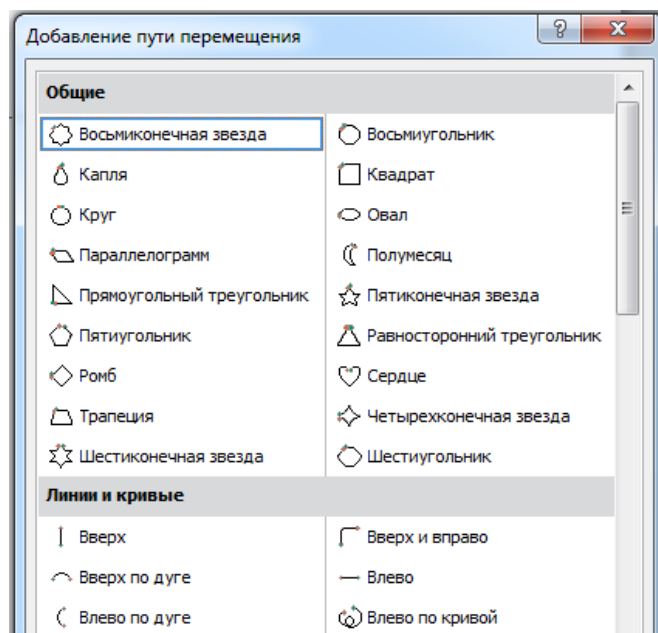 Добавление пути перемещения
Общие
Восьмиконечная звезда Восьмиугольник
Капля Квадрат
Круг Овал
Параллелограмм Полумесяц
Прямоугольный треугольник Пятиконечная звезда
Пятиугольник Равносторонний треугольник
Ромб Сердце
Трапеция Четырехконечная звезда
Шестиконечная звезда Шестиугольник
Линии и кривые
Вверх Вверх и вправо
Вверх по дуге Влево
Влево по дуге Влево по кривой